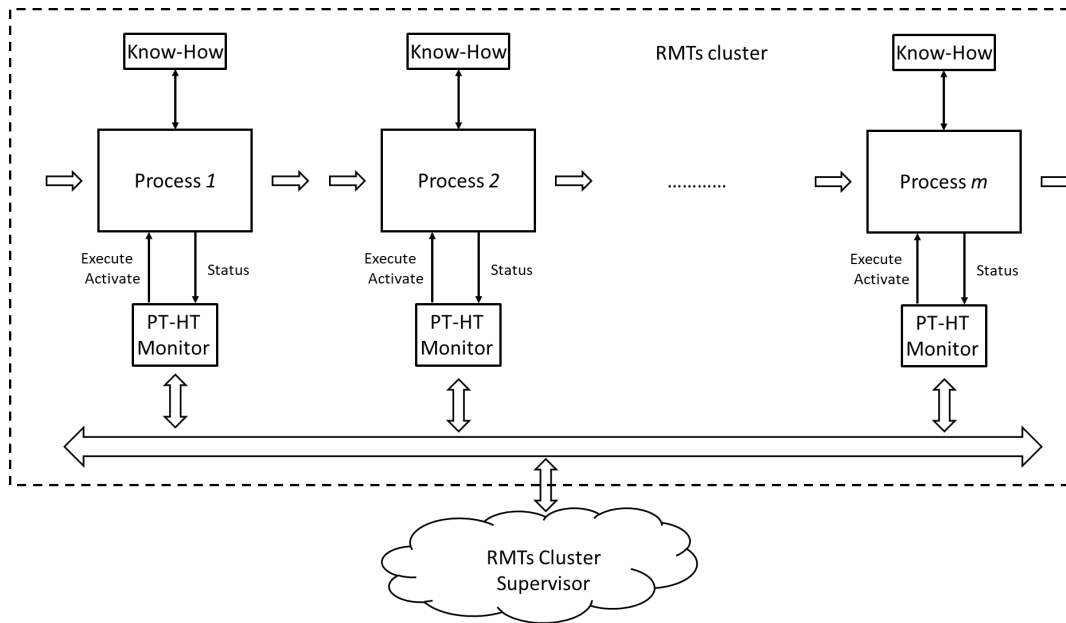 Know-How
Know-How
RMTs cluster
Know-How
Process 1
Process 2
…………
Process m
Execute
Activate
Status
Execute
Activate
Status
Execute
Activate
Status
PT-HT
Monitor
PT-HT
Monitor
PT-HT
Monitor
RMTs Cluster
Supervisor